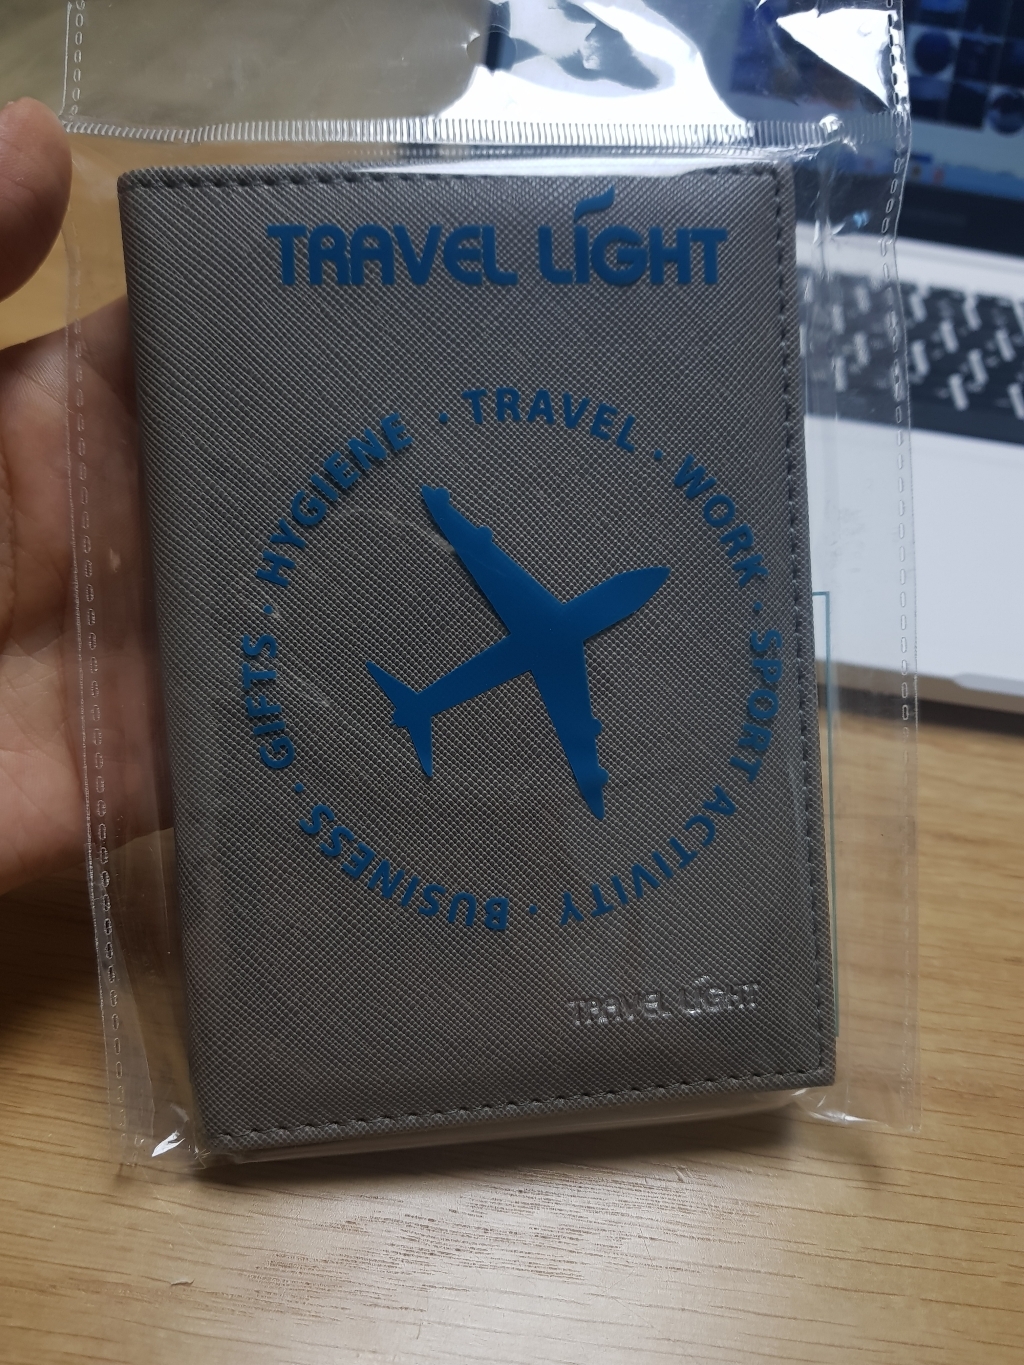 TRAVEL LIGHT
· TRAVEL · WORK · SPORT ACTIVITY · BUSINESS · GIFTS · HYGIENE
TRAVEL LIGHT